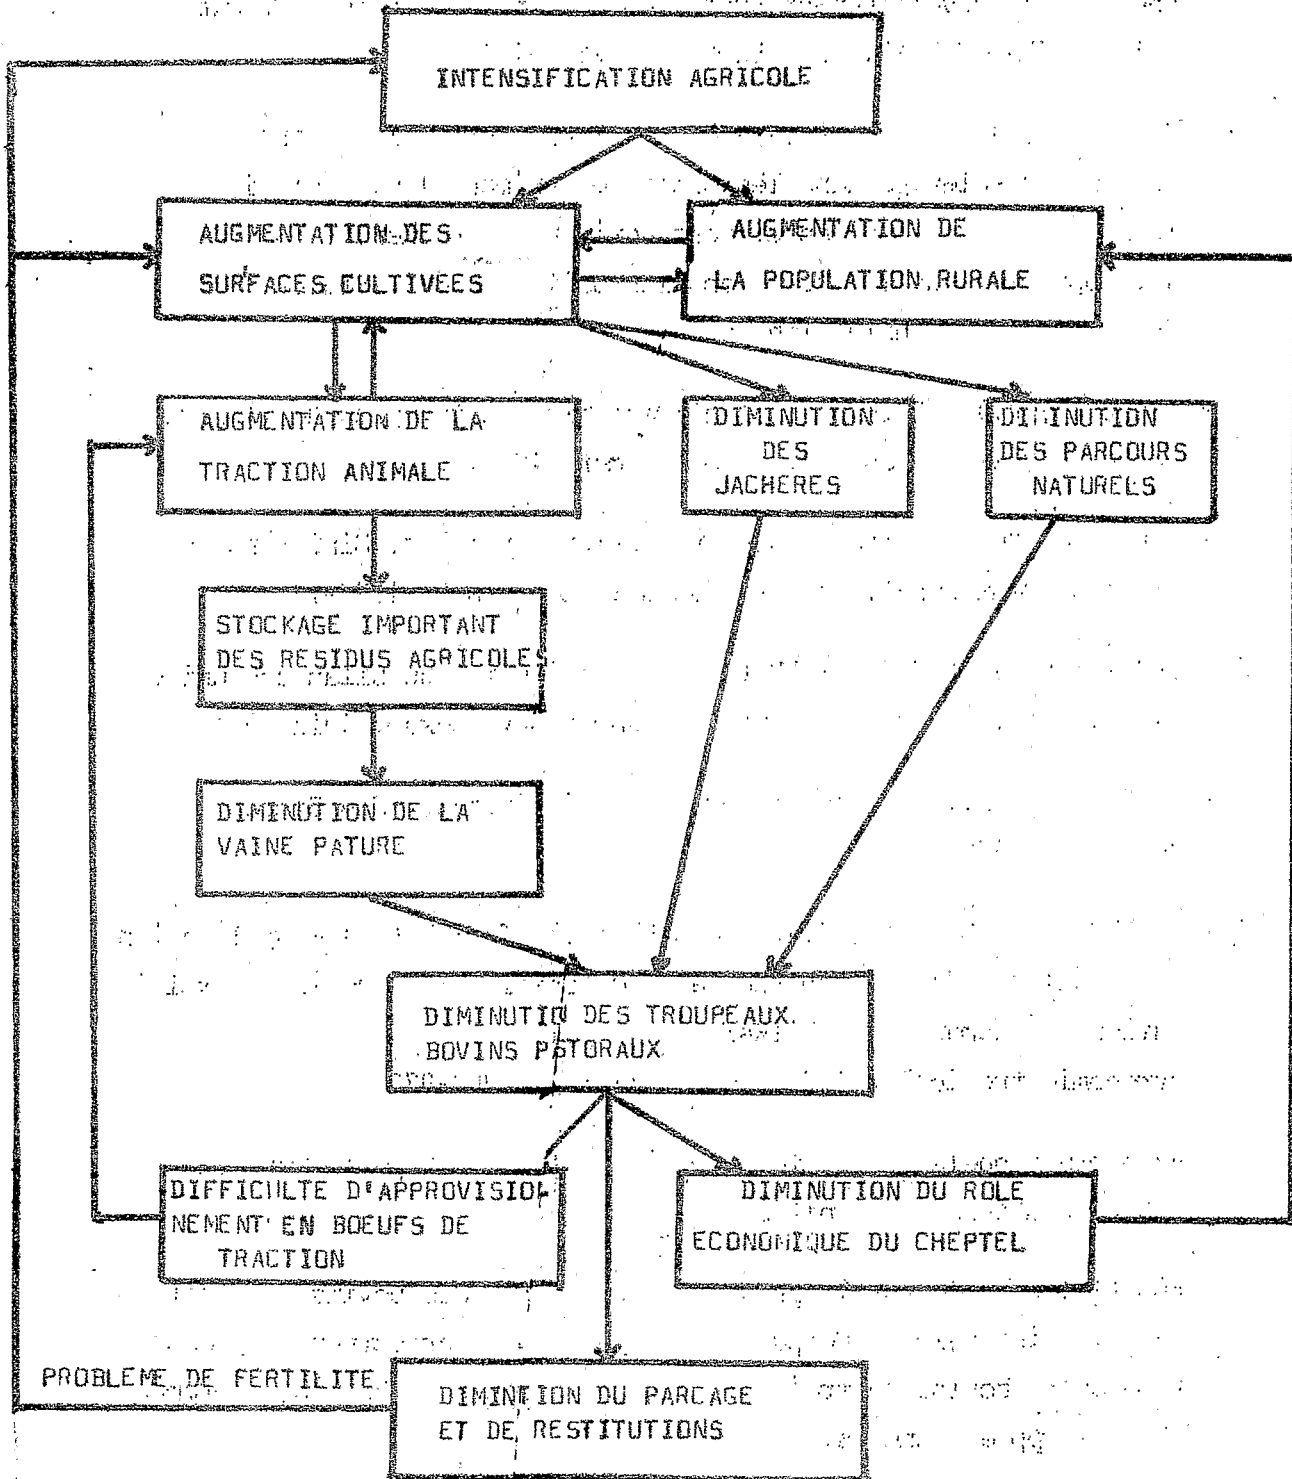 INTENSIFICATION AGRICOLE
AUGMENTATION DES
SURFACES CULTIVEES
AUGMENTATION DE
LA POPULATION RURALE
AUGMENTATION DE LA
TRACTION ANIMALE
DIMINUTION
DES
JACHERES
DIMINUTION
DES PARCOURS
NATURELS
STOCKAGE IMPORTANT
DES RESIDUS AGRICOLES
DIMINUTION DE LA
VAINE PATURE
DIMINUTIO DES TROUPEAUX
BOVINS PSTORAUX
DIFFICULTE D'APPROVISION
NEMENT EN BOEUFS DE
TRACTION
DIMINUTION DU ROLE
ECONOMIQUE DU CHEPTEL
PROBLEME DE FERTILITE
DIMINTION DU PARCAGE
ET DE RESTITUTIONS